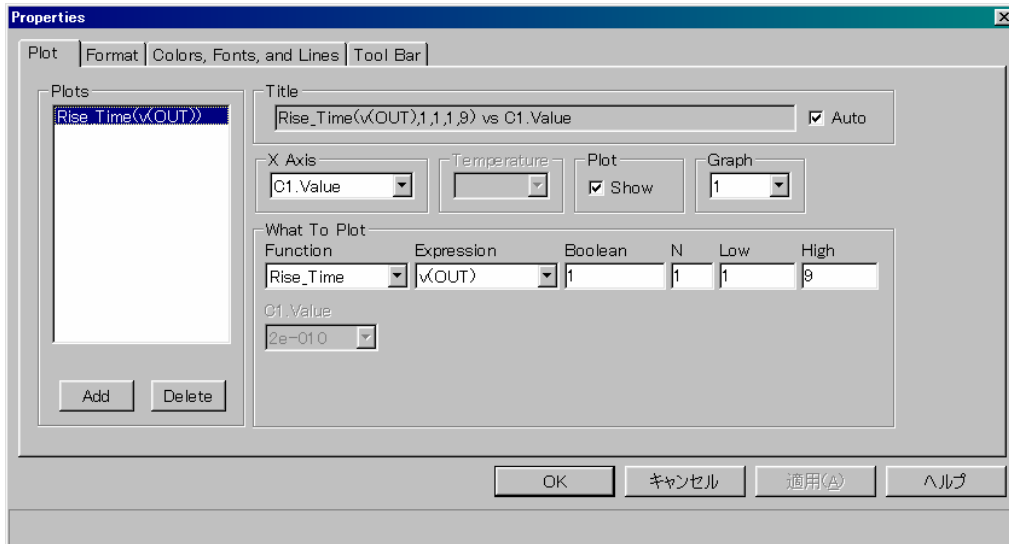 Properties
Plot Format Colors, Fonts, and Lines Tool Bar
Plots
Rise_Time(v(OUT))
Add Delete
Title
Rise_Time(v(OUT),1,1,1,9) vs C1.Value Auto
X Axis Temperature Plot Graph
C1.Value Show 1
What To Plot
Function Expression Boolean N Low High
Rise_Time v(OUT) 1 1 1 9
C1.Value
2e-010
OK キャンセル 適用(A) ヘルプ